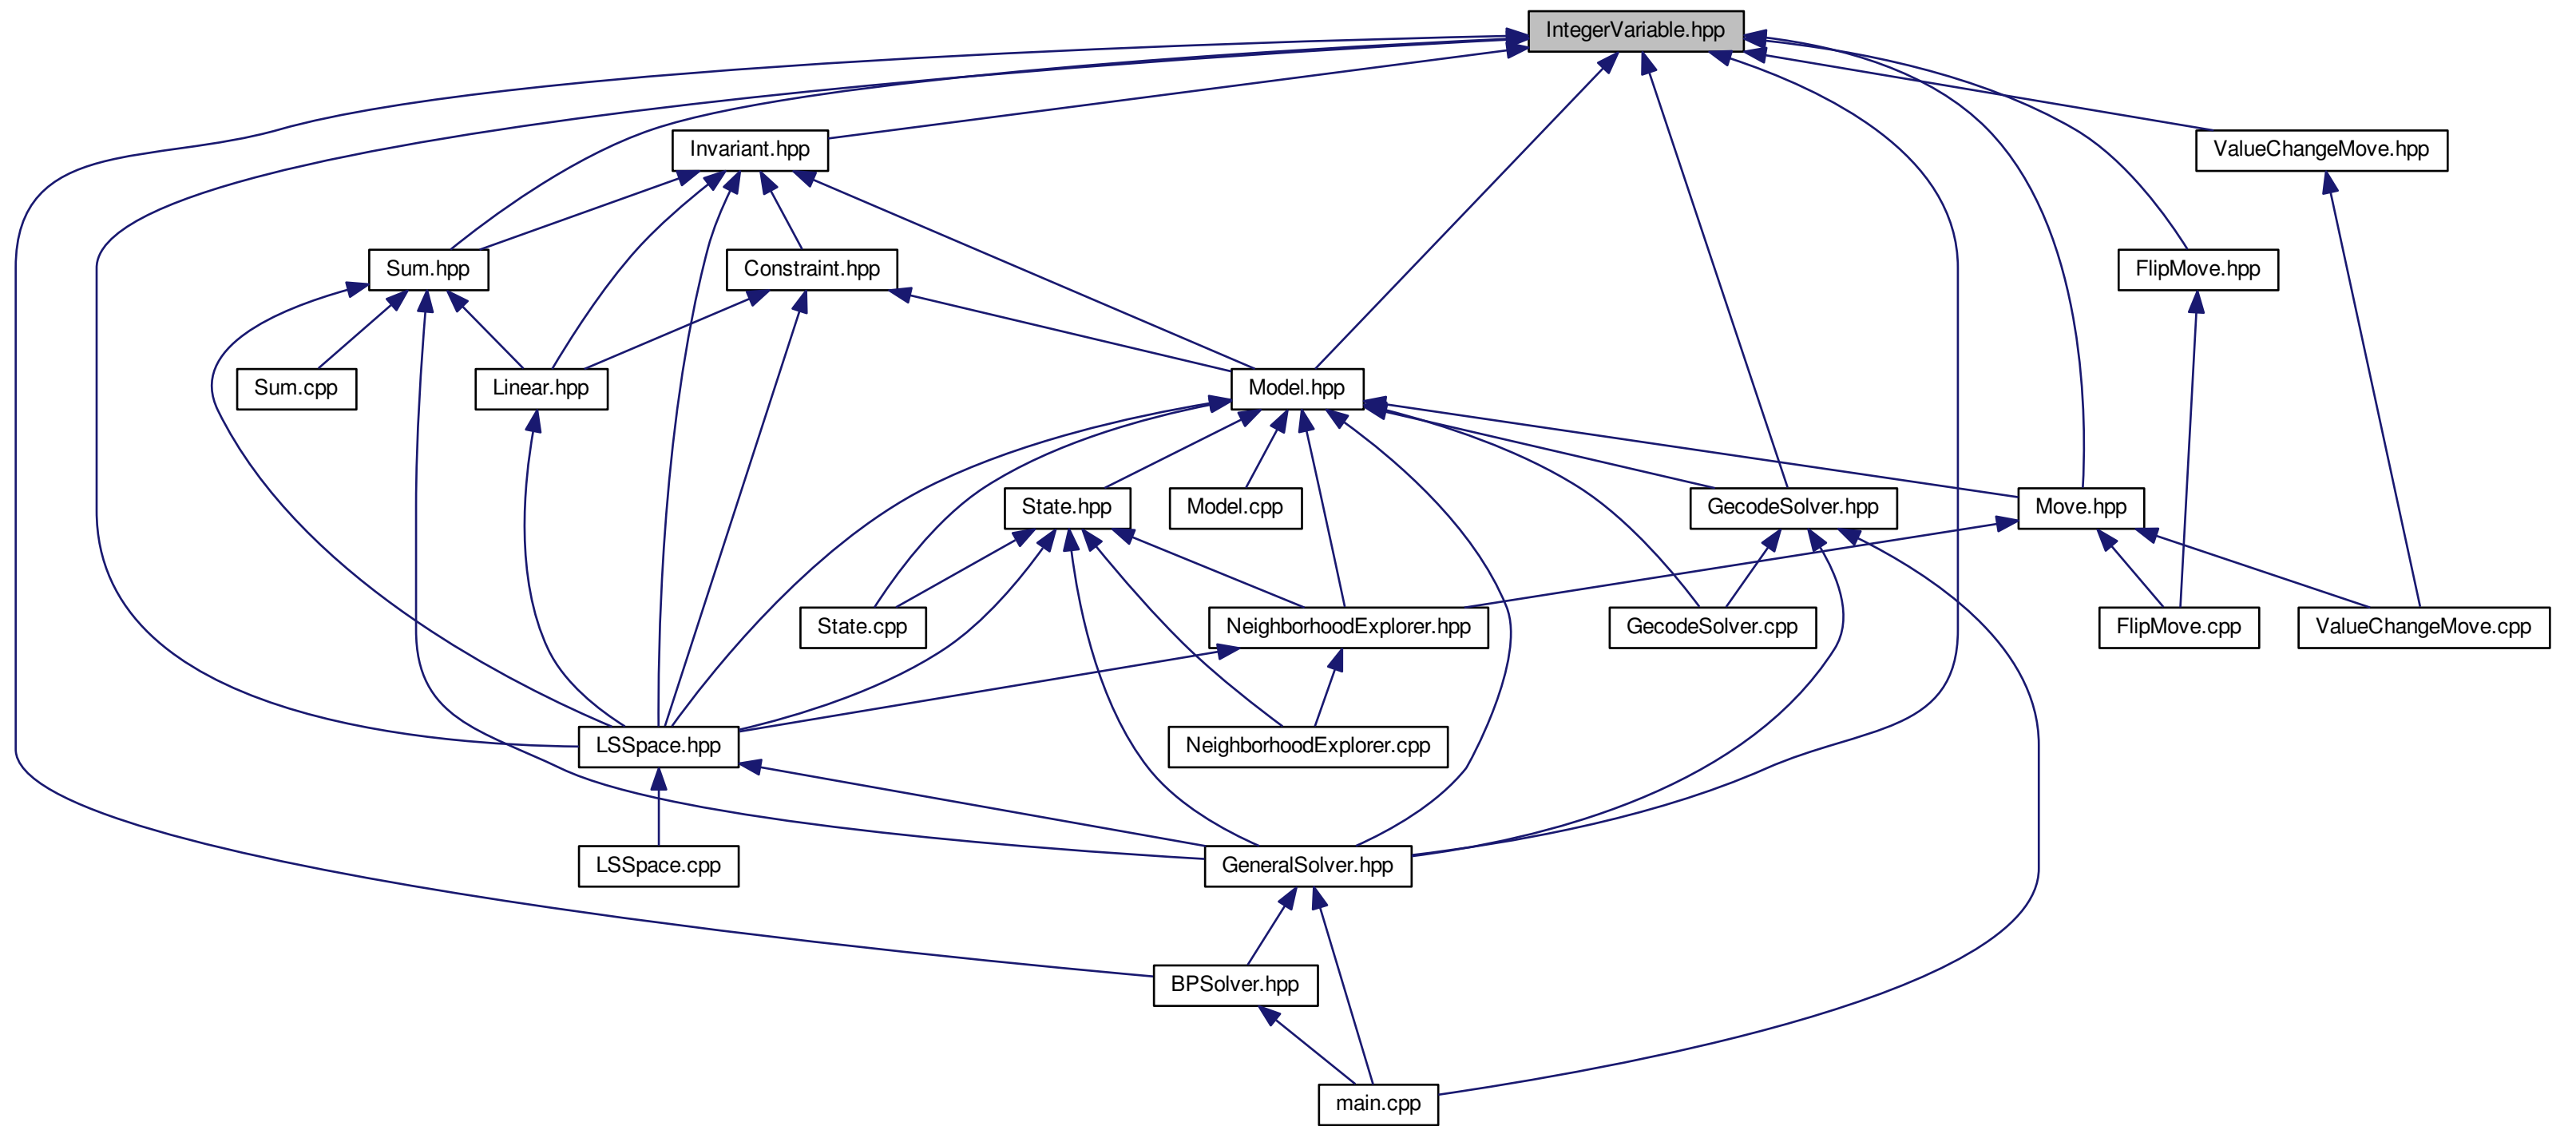 IntegerVariable.hpp
Invariant.hpp
ValueChangeMove.hpp
Sum.hpp
Constraint.hpp
FlipMove.hpp
Sum.cpp
Linear.hpp
Model.hpp
State.hpp
Model.cpp
GecodeSolver.hpp
Move.hpp
State.cpp
NeighborhoodExplorer.hpp
GecodeSolver.cpp
FlipMove.cpp
ValueChangeMove.cpp
LSSpace.hpp
NeighborhoodExplorer.cpp
LSSpace.cpp
GeneralSolver.hpp
BPSolver.hpp
main.cpp